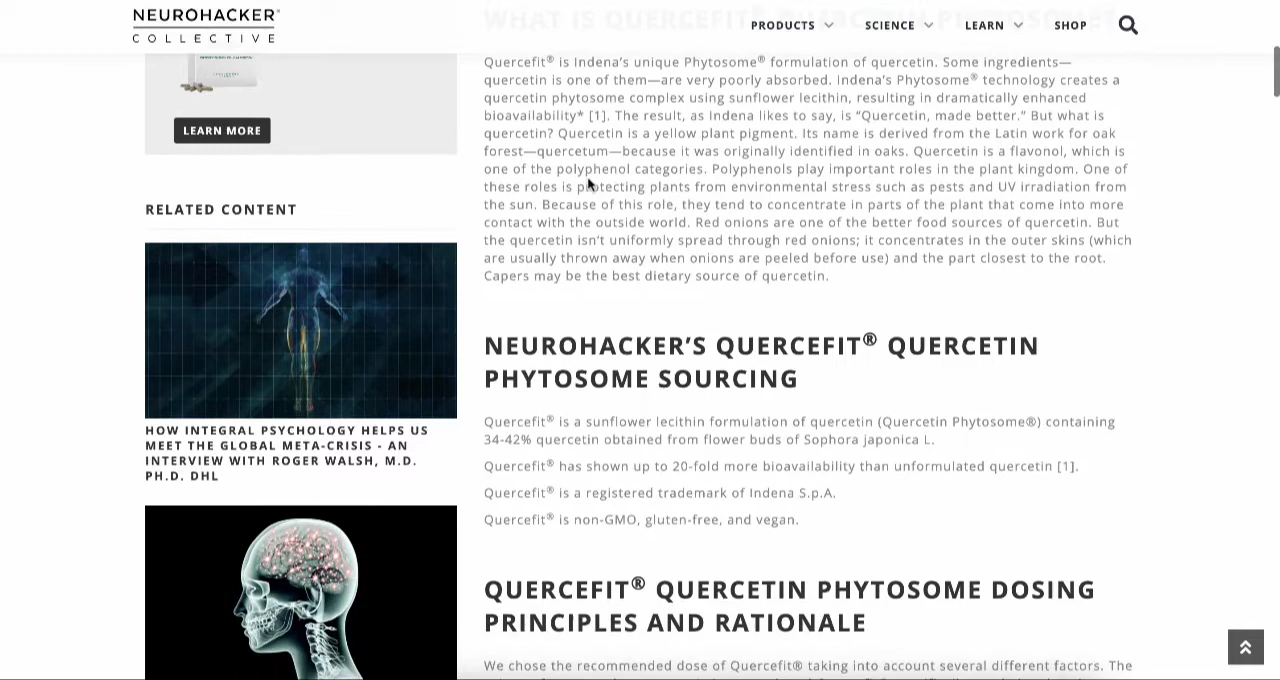 NEUROHACKER
COLLECTIVE
PRODUCTS
SCIENCE
LEARN
SHOP
WHAT IS QUERCEFIT® QUERCETIN PHYTOSOME?
LEARN MORE
RELATED CONTENT
HOW INTEGRAL PSYCHOLOGY HELPS US
MEET THE GLOBAL META-CRISIS - AN
INTERVIEW WITH ROGER WALSH, M.D.
PH.D. DHL
Quercefit® is Indena's unique Phytosome® formulation of quercetin. Some ingredients—
quercetin is one of them—are very poorly absorbed. Indena's Phytosome® technology creates a
quercetin phytosome complex using sunflower lecithin, resulting in dramatically enhanced
bioavailability* [1]. The result, as Indena likes to say, is “Quercetin, made better.” But what is
quercetin? Quercetin is a yellow plant pigment. Its name is derived from the Latin work for oak
forest—quercetum—because it was originally identified in oaks. Quercetin is a flavonol, which is
one of the polyphenol categories. Polyphenols play important roles in the plant kingdom. One of
these roles is protecting plants from environmental stress such as pests and UV irradiation from
the sun. Because of this role, they tend to concentrate in parts of the plant that come into more
contact with the outside world. Red onions are one of the better food sources of quercetin. But
the quercetin isn't uniformly spread through red onions; it concentrates in the outer skins (which
are usually thrown away when onions are peeled before use) and the part closest to the root.
Capers may be the best dietary source of quercetin.
NEUROHACKER'S QUERCEFIT® QUERCETIN
PHYTOSOME SOURCING
Quercefit® is a sunflower lecithin formulation of quercetin (Quercetin Phytosome®) containing
34-42% quercetin obtained from flower buds of Sophora japonica L.
Quercefit® has shown up to 20-fold more bioavailability than unformulated quercetin [1].
Quercefit® is a registered trademark of Indena S.p.A.
Quercefit® is non-GMO, gluten-free, and vegan.
QUERCEFIT® QUERCETIN PHYTOSOME DOSING
PRINCIPLES AND RATIONALE
We chose the recommended dose of Quercefit® taking into account several different factors. The